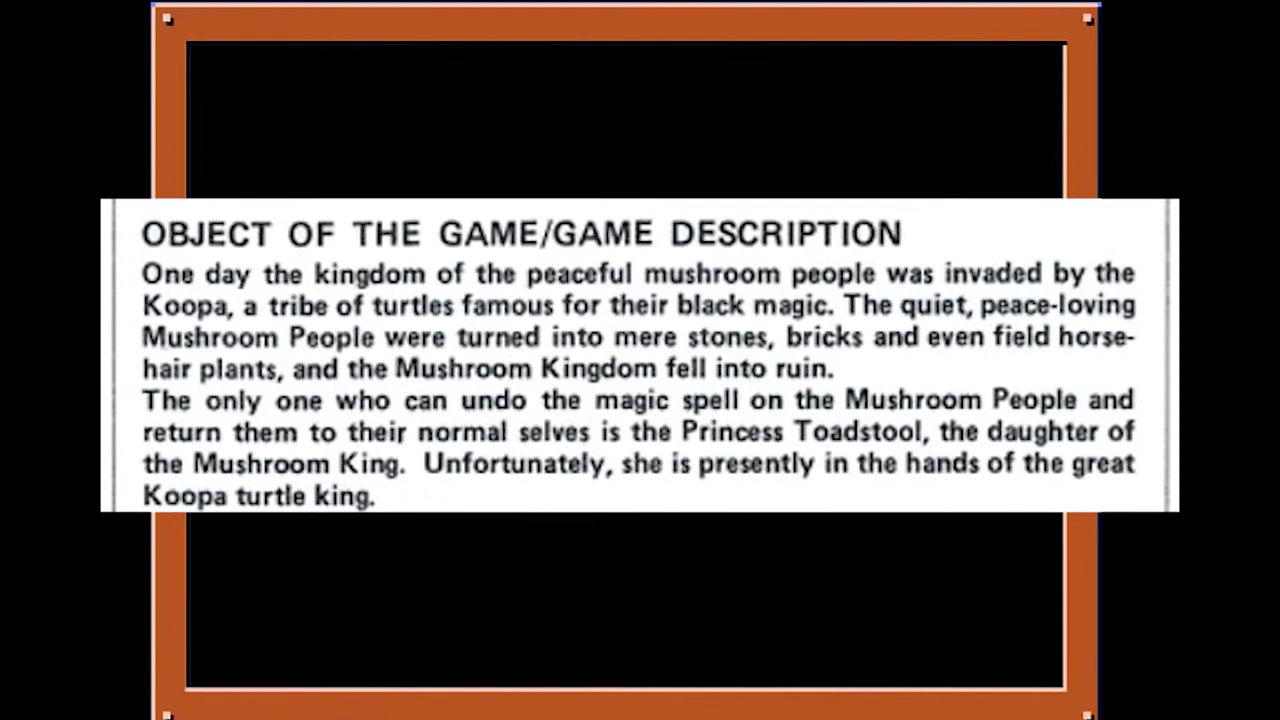 OBJECT OF THE GAME/GAME DESCRIPTION
One day the kingdom of the peaceful mushroom people was invaded by the
Koopa, a tribe of turtles famous for their black magic. The quiet, peace-loving
Mushroom People were turned into mere stones, bricks and even field horse-
hair plants, and the Mushroom Kingdom fell into ruin.
The only one who can undo the magic spell on the Mushroom People and
return them to their normal selves is the Princess Toadstool, the daughter of
the Mushroom King. Unfortunately, she is presently in the hands of the great
Koopa turtle king.